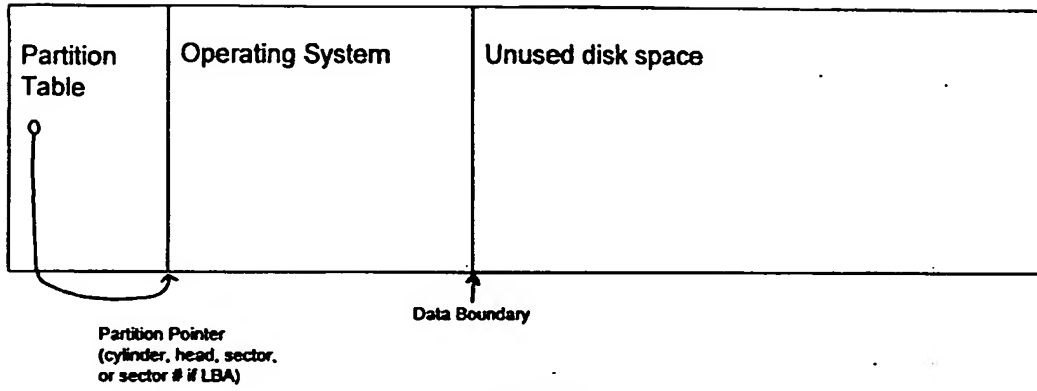 Partition
Table
Operating System
Unused disk space
Data Boundary
Partition Pointer
(cylinder, head, sector,
or sector # if LBA)